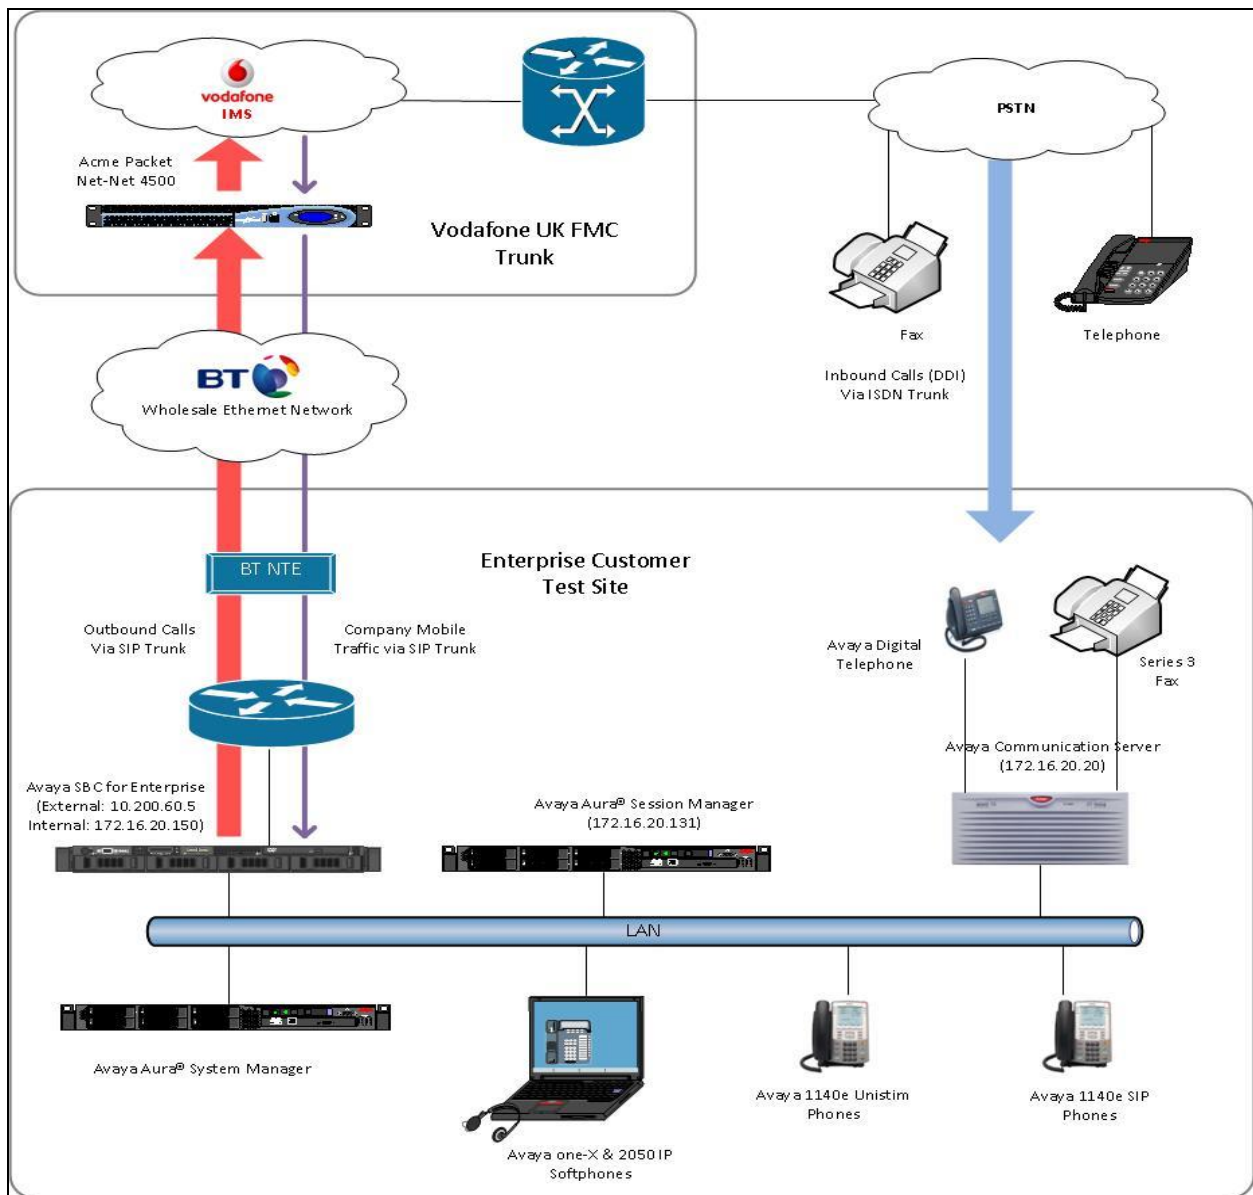 vodafone
IMS
PSTN
Acme Packet
Net-Net 4500
Vodafone UK FMC
Trunk
Fax
Telephone
Inbound Calls (DDI)
Via ISDN Trunk
BT
Wholesale Ethernet Network
Enterprise Customer
Test Site
BT NTE
Outbound Calls
Via SIP Trunk
Company Mobile
Traffic via SIP Trunk
Avaya Digital
Telephone
Series 3
Fax
Avaya Communication Server
(172.16.20.20)
Avaya SBC for Enterprise
(External: 10.200.60.5
Internal: 172.16.20.150)
Avaya Aura® Session Manager
(172.16.20.131)
LAN
Avaya Aura® System Manager
Avaya one-X & 2050 IP
Softphones
Avaya 1140e Unistim
Phones
Avaya 1140e SIP
Phones